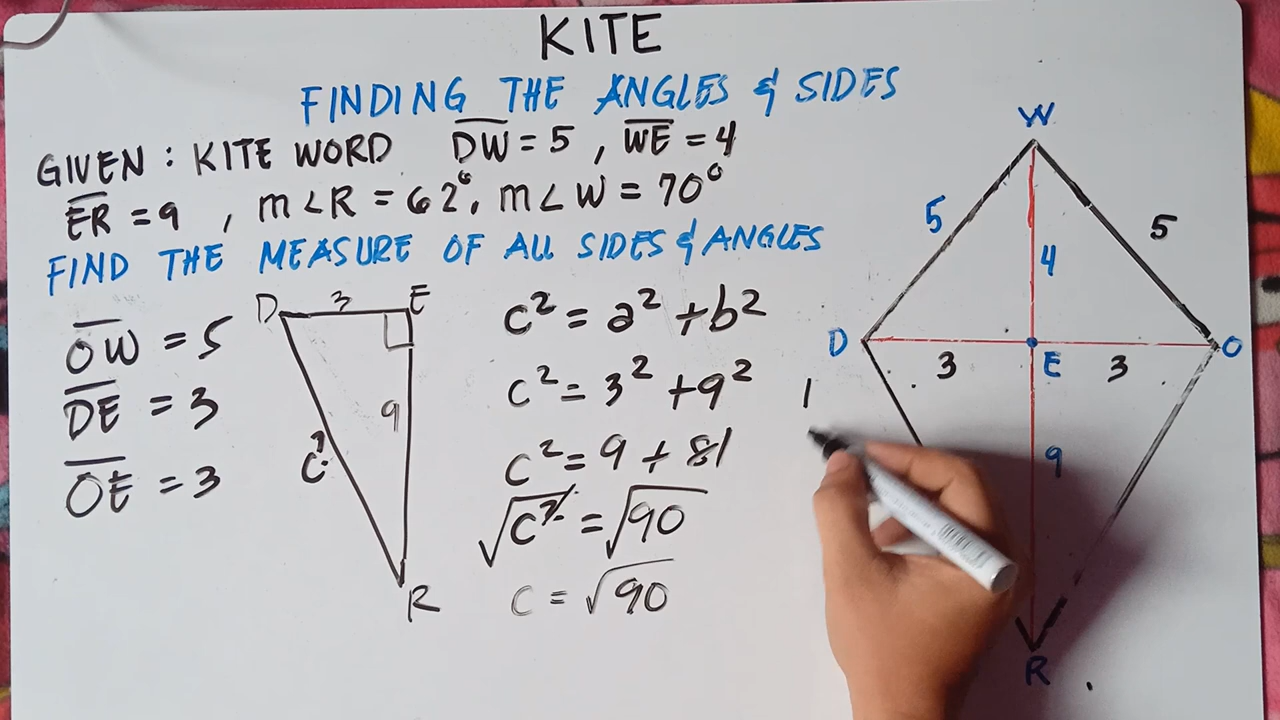 KITE
FINDING THE ANGLES & SIDES
GIVEN : KITE WORD DW = 5 , WE = 4
ER = 9 , m∠R = 62°, m∠W = 70°
FIND THE MEASURE OF ALL SIDES & ANGLES
OW = 5
DE = 3
OE = 3
D 3 E
9
C?
R
c² = a² + b²
c² = 3² + 9²
c² = 9 + 81
√c² = √90
c = √90
1
W
5 5
4
D E O
3 3
9
R